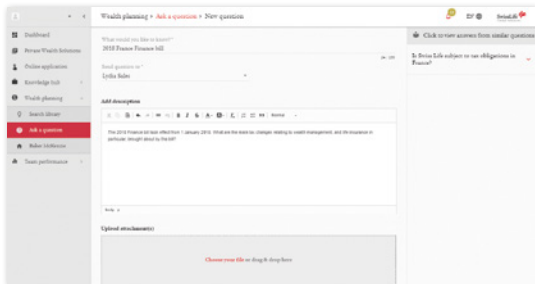 Wealth planning > Ask a question > New question
SwissLife
Dashboard
Private Wealth Solutions
Online application
Knowledge hub
Wealth planning
Search library
Ask a question
Baker McKenzie
Team performance
What would you like to know?*
2018 France Finance bill
Send question to:*
Lydia Sales
Add description
Normal
The 2018 Finance bill took effect from 1 January 2018. What are the main tax changes relating to wealth management, and life insurance in
particular, brought about by the bill?
body p
Upload attachment(s)
Choose your file or drag & drop here
Click to view answers from similar questions
Is Swiss Life subject to tax obligations in
France?